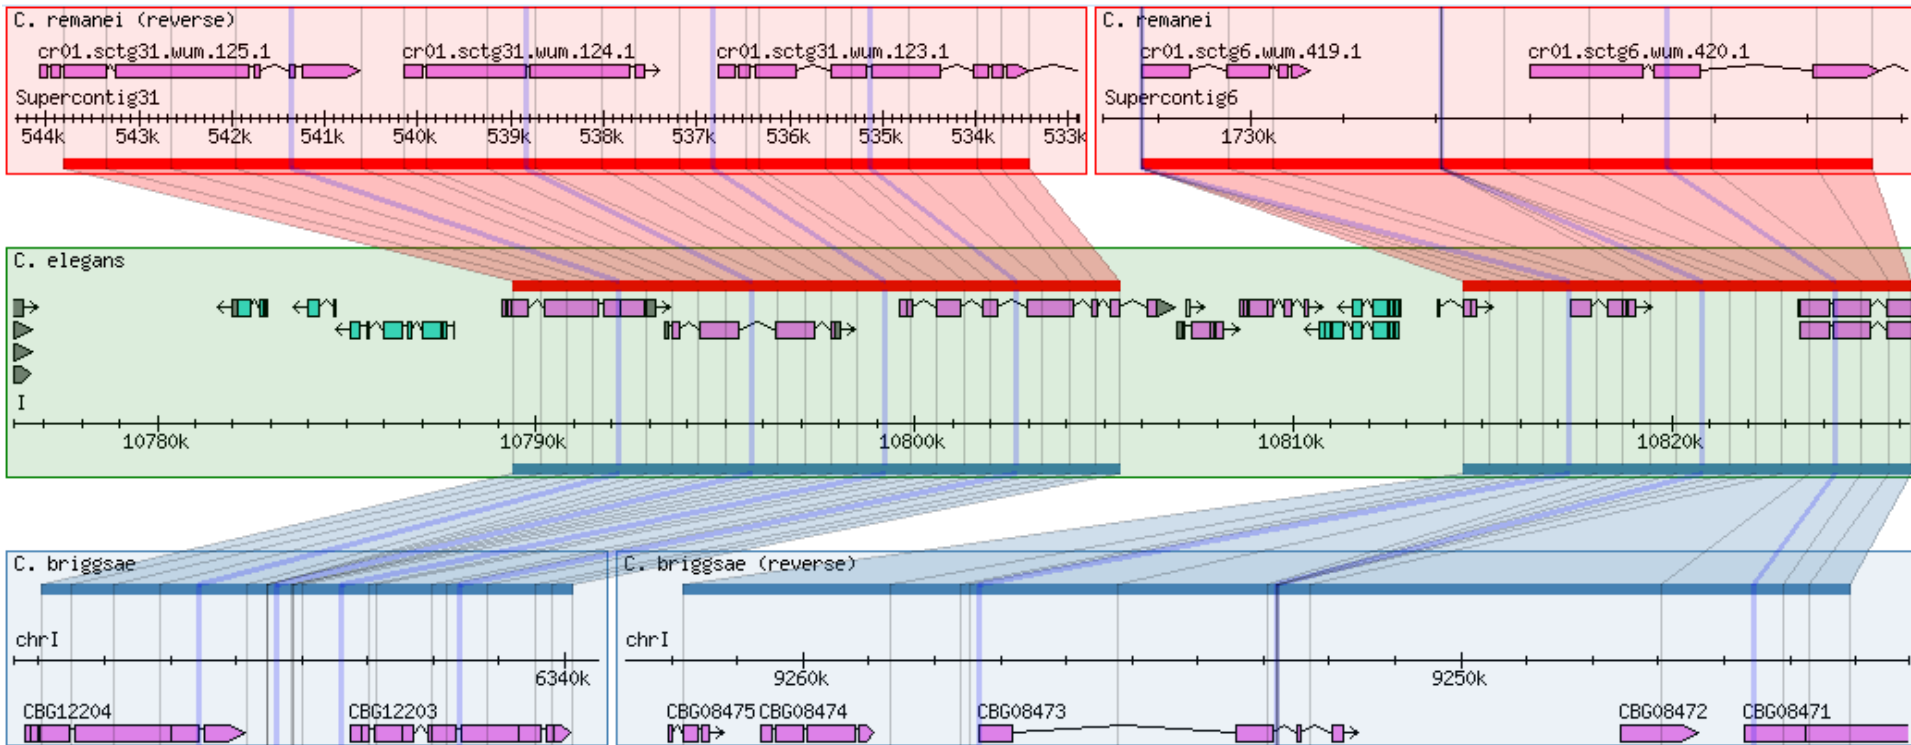 C. remanei (reverse)
cr01.sctg31.wum.125.1 cr01.sctg31.wum.124.1 cr01.sctg31.wum.123.1
Supercontig31
544k 543k 542k 541k 540k 539k 538k 537k 536k 535k 534k 533k
C. remanei
cr01.sctg6.wum.419.1 cr01.sctg6.wum.420.1
Supercontig6
1730k
C. elegans
I
10780k 10790k 10800k 10810k 10820k
C. briggsae
chrI
6340k
CBG12204 CBG12203
C. briggsae (reverse)
chrI
9260k 9250k
CBG08475 CBG08474 CBG08473 CBG08472 CBG08471